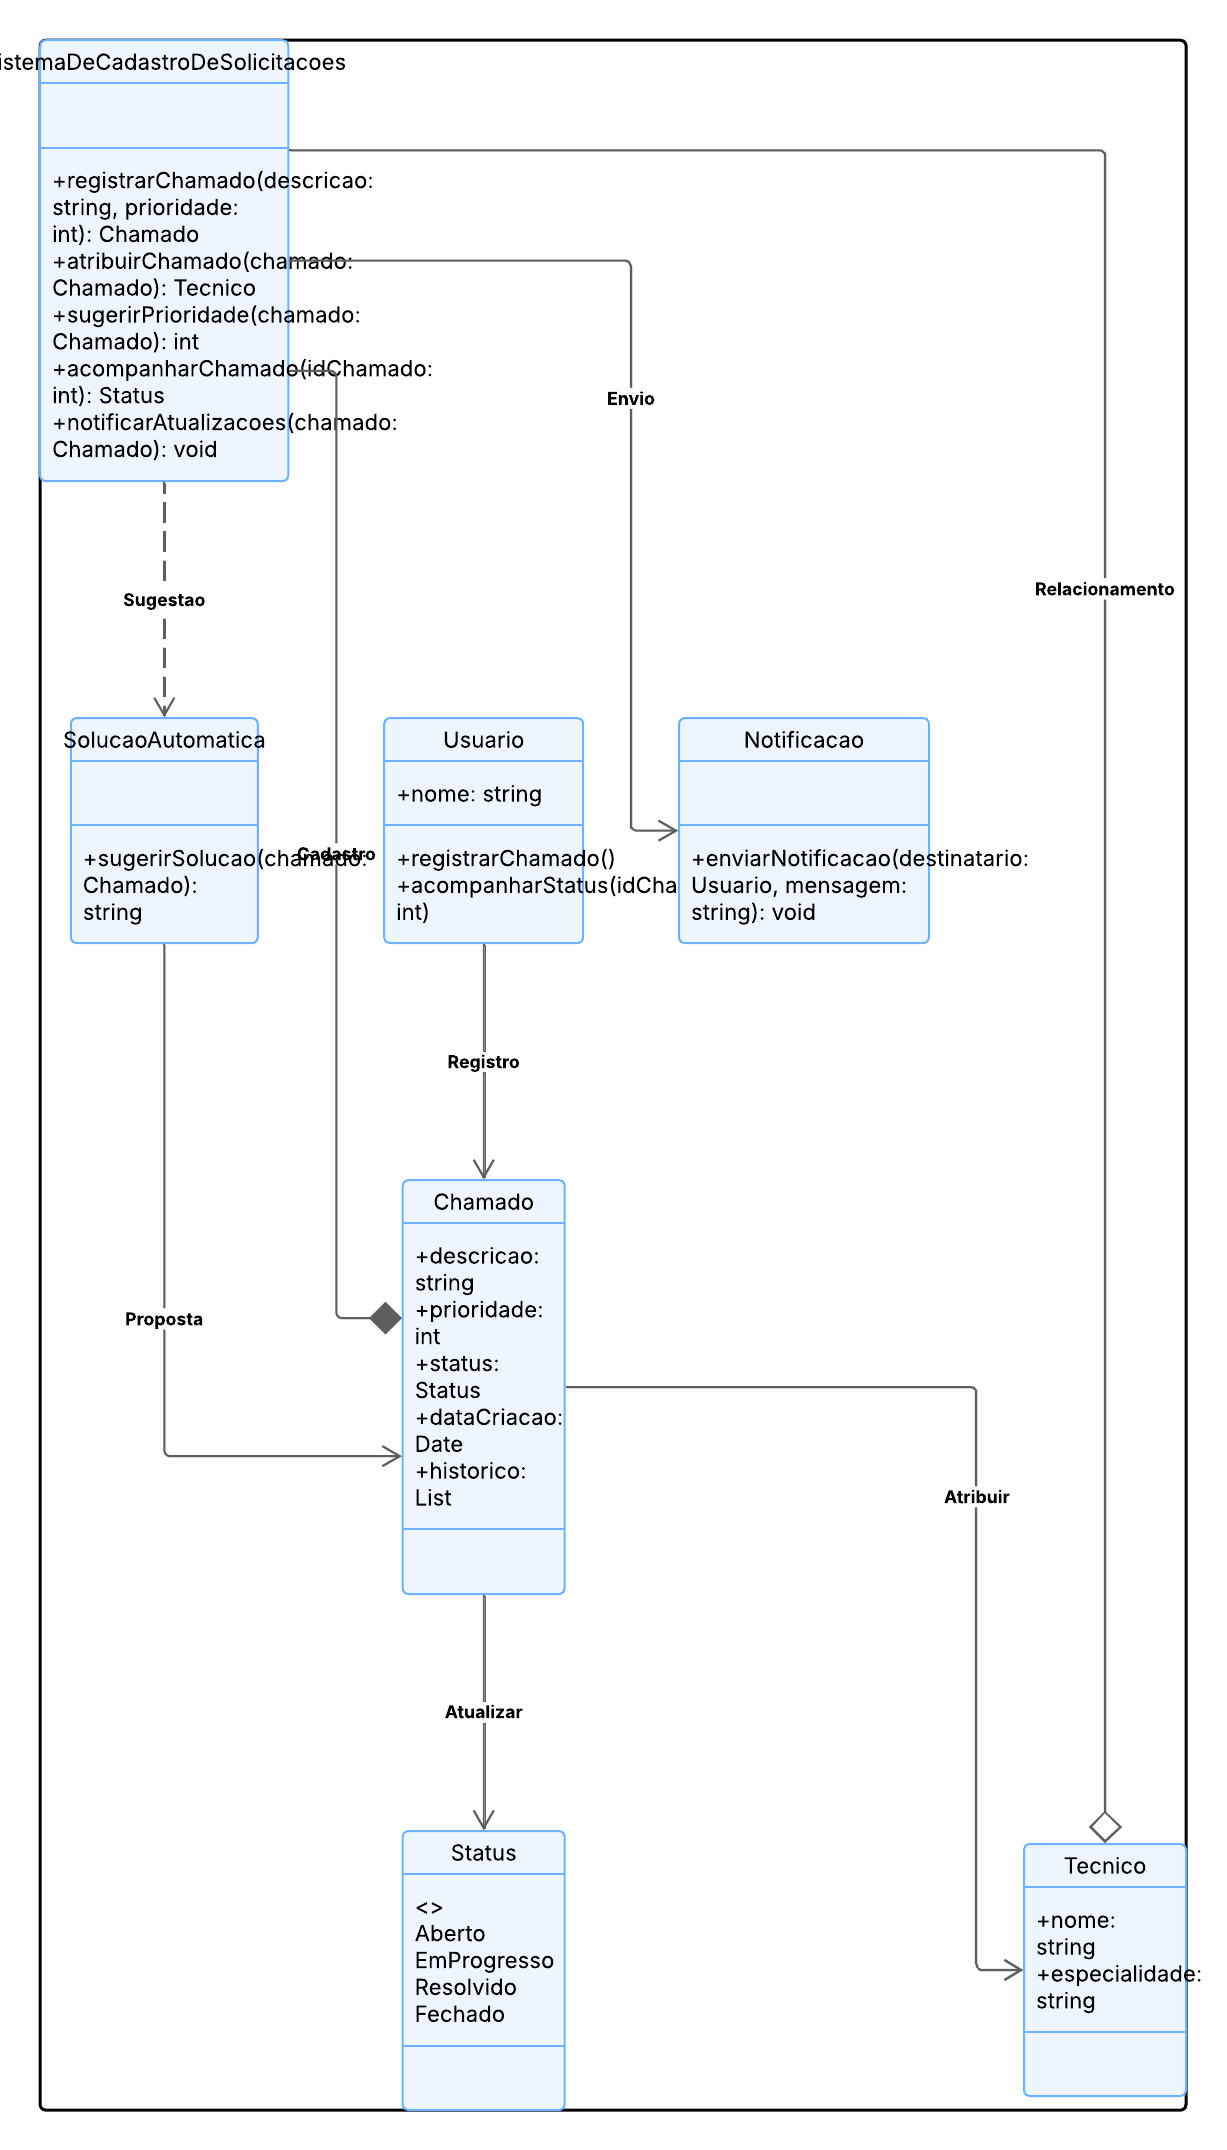 istemaDeCadastroDeSolicitacoes
+registrarChamado(descricao:
string, prioridade:
int): Chamado
+atribuirChamado(chamado:
Chamado): Tecnico
+sugerirPrioridade(chamado:
Chamado): int
+acompanharChamado(idChamado:
int): Status
+notificarAtualizacoes(chamado:
Chamado): void
Envio
Relacionamento
Sugestao
SolucaoAutomatica
+sugerirSolucao(chamado:
Chamado):
string
Cadastro
Usuario
+nome: string
+registrarChamado()
+acompanharStatus(idCha
int)
Notificacao
+enviarNotificacao(destinatario:
Usuario, mensagem:
string): void
Registro
Proposta
Chamado
+descricao:
string
+prioridade:
int
+status:
Status
+dataCriacao:
Date
+historico:
List
Atribuir
Atualizar
Status
<>
Aberto
EmProgresso
Resolvido
Fechado
Tecnico
+nome:
string
+especialidade:
string